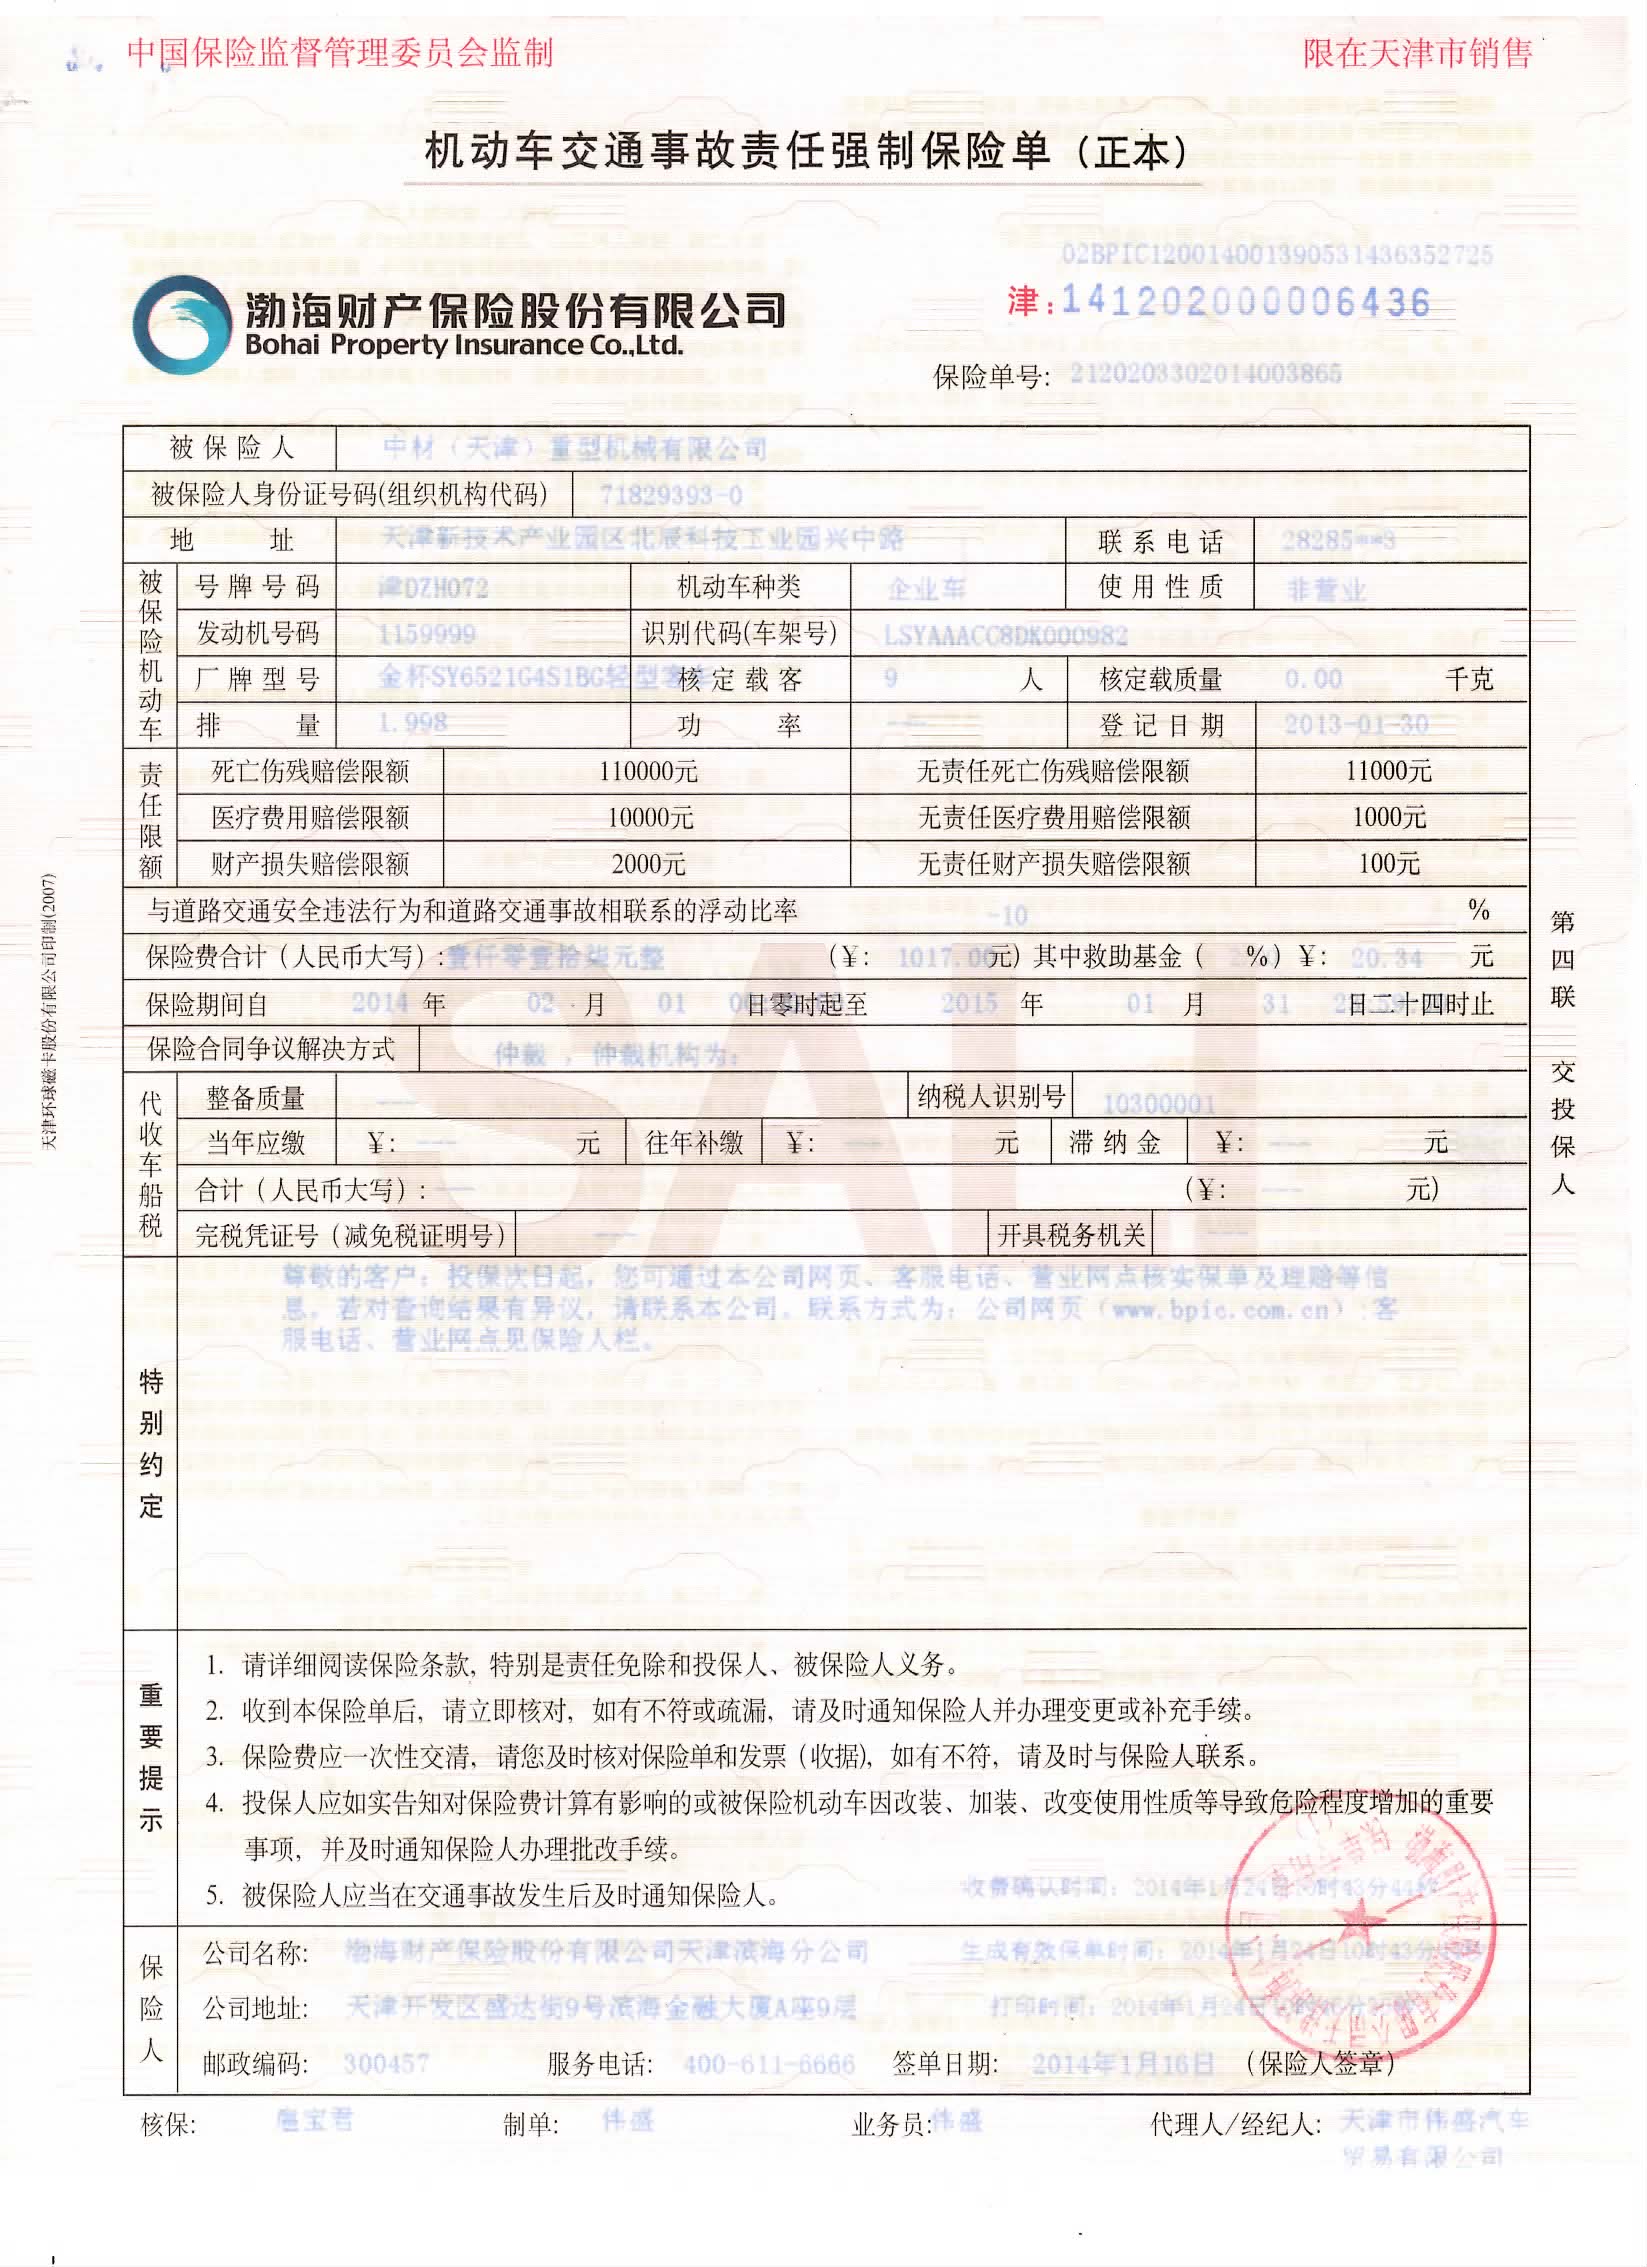 中国保险监督管理委员会监制 限在天津市销售
机动车交通事故责任强制保险单（正本）
02BPIC120014001390531436352725
渤海财产保险股份有限公司
Bohai Property Insurance Co.,Ltd.
津:141202000006436
保险单号: 2120203302014003865
被保险人 中材（天津）重型机械有限公司
被保险人身份证号码(组织机构代码) 71829393-0
地 址 天津新技术产业园区北辰科技工业园兴中路 联系电话 28285**3
被保险机动车
号牌号码 津DZH072 机动车种类 企业车 使用性质 非营业
发动机号码 1159999 识别代码(车架号) LSYAAACC8DK000982
厂牌型号 金杯SY6521G4S1BG轻型客车 核定载客 9 人 核定载质量 0.00 千克
排 量 1.998 功 率 --- 登记日期 2013-01-30
责任限额
死亡伤残赔偿限额 110000元 无责任死亡伤残赔偿限额 11000元
医疗费用赔偿限额 10000元 无责任医疗费用赔偿限额 1000元
财产损失赔偿限额 2000元 无责任财产损失赔偿限额 100元
与道路交通安全违法行为和道路交通事故相联系的浮动比率 -10 %
保险费合计（人民币大写）:壹仟零壹拾柒元整 （¥: 1017.00元）其中救助基金（ %）¥: 20.34 元
保险期间自 2014 年 02 月 01 日零时起至 2015 年 01 月 31 日二十四时止
保险合同争议解决方式 仲裁 ，仲裁机构为:
代收车船税
整备质量 --- 纳税人识别号 10300001
当年应缴 ¥: --- 元 往年补缴 ¥: --- 元 滞纳金 ¥: --- 元
合计（人民币大写）: --- （¥: --- 元）
完税凭证号（减免税证明号） --- 开具税务机关 ---
特别约定
尊敬的客户：投保次日起，您可通过本公司网页、客服电话、营业网点核实保单及理赔等信
息。若对查询结果有异议，请联系本公司。联系方式为：公司网页（www.bpic.com.cn）;客
服电话、营业网点见保险人栏。
重要提示
1. 请详细阅读保险条款, 特别是责任免除和投保人、被保险人义务。
2. 收到本保险单后, 请立即核对, 如有不符或疏漏, 请及时通知保险人并办理变更或补充手续。
3. 保险费应一次性交清, 请您及时核对保险单和发票（收据）, 如有不符, 请及时与保险人联系。
4. 投保人应如实告知对保险费计算有影响的或被保险机动车因改装、加装、改变使用性质等导致危险程度增加的重要
事项, 并及时通知保险人办理批改手续。
5. 被保险人应当在交通事故发生后及时通知保险人。
收费确认时间：2014年1月24日10时43分44秒
保险人
公司名称: 渤海财产保险股份有限公司天津滨海分公司 生成有效保单时间：2014年1月24日10时43分
公司地址: 天津开发区盛达街9号滨海金融大厦A座9层 打印时间：2014年1月24日10时
邮政编码: 300457 服务电话: 400-611-6666 签单日期: 2014年1月16日 （保险人签章）
核保: 宝君 制单: 伟盛 业务员:伟盛 代理人/经纪人: 天津市伟盛汽车
贸易有限公司
第四联 交投保人
天津环球磁卡股份有限公司印制(2007)
SALI